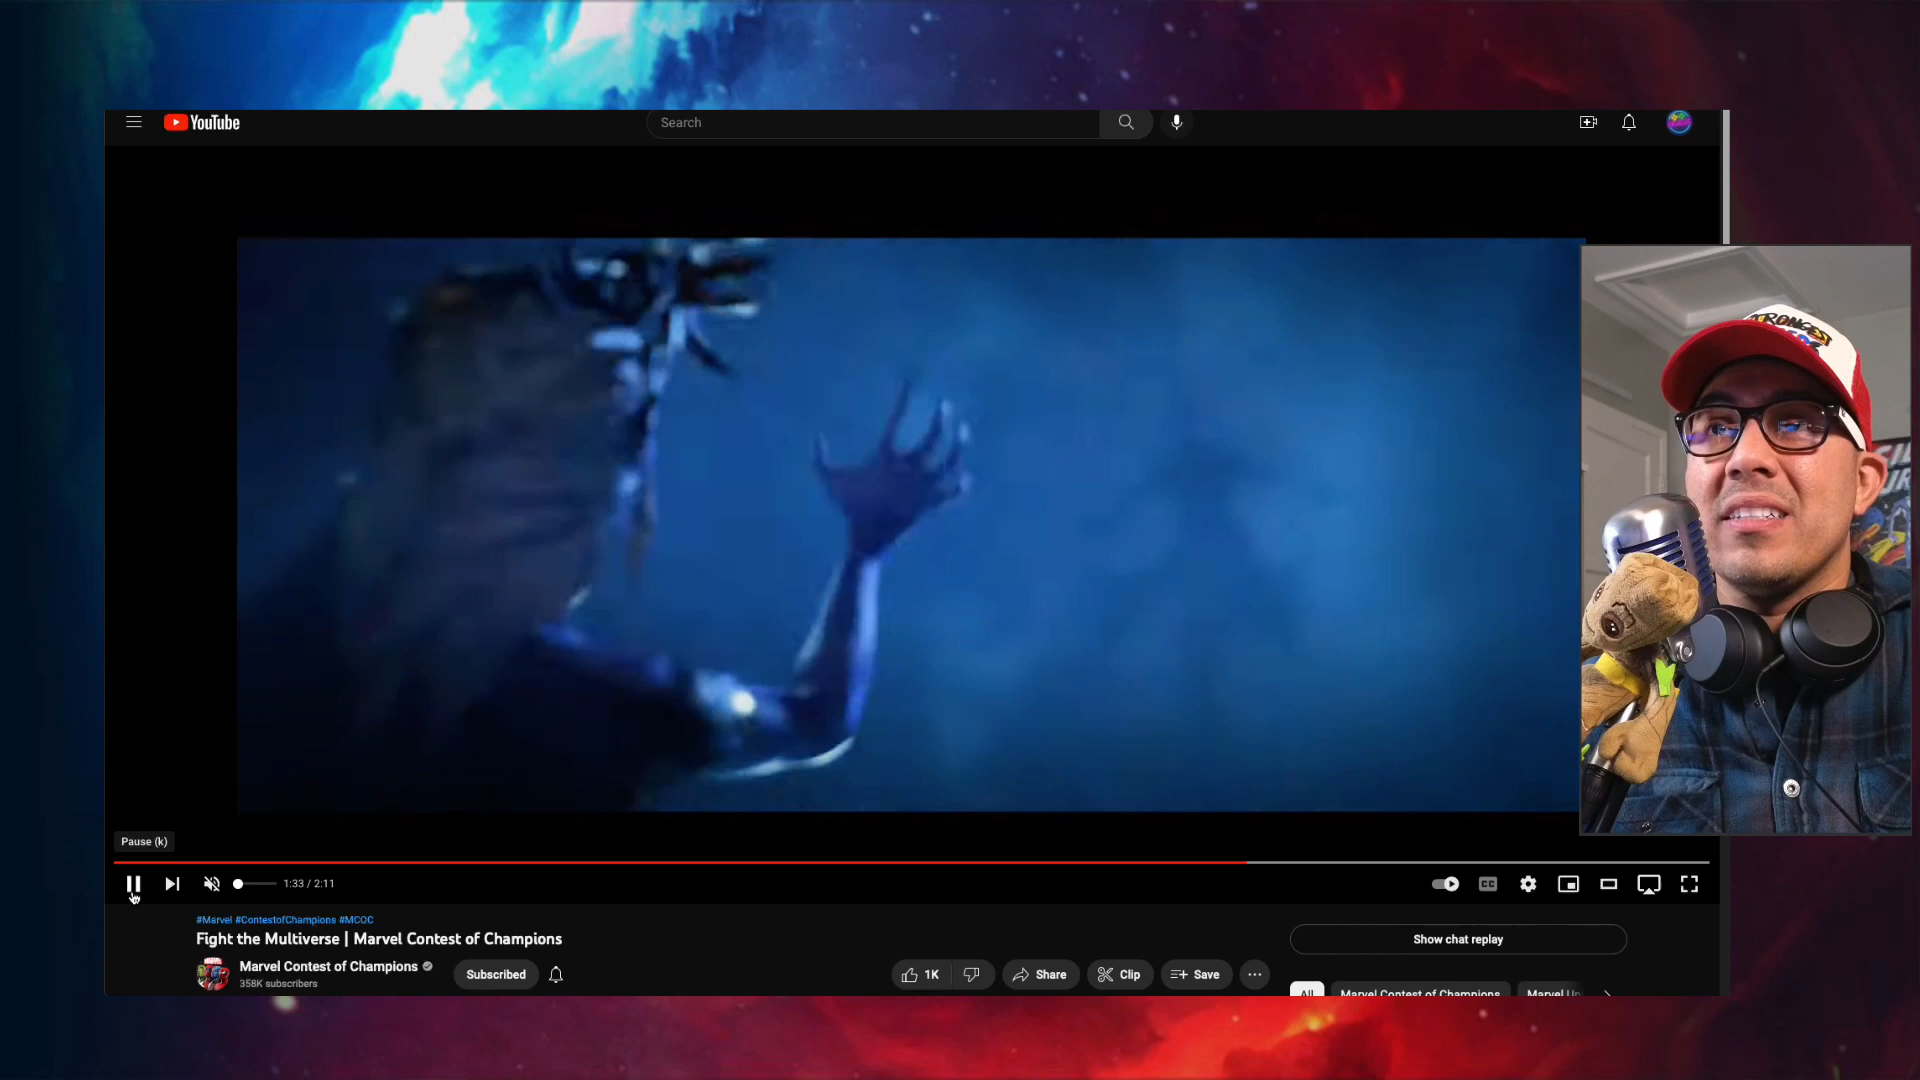 YouTube
Search
Pause (k)
1:33 / 2:11
CC
#Marvel #ContestofChampions #MCOC
Fight the Multiverse | Marvel Contest of Champions
Show chat replay
Marvel Contest of Champions
358K subscribers
Subscribed
1K
Share
Clip
Save
All
Marvel Contest of Champions